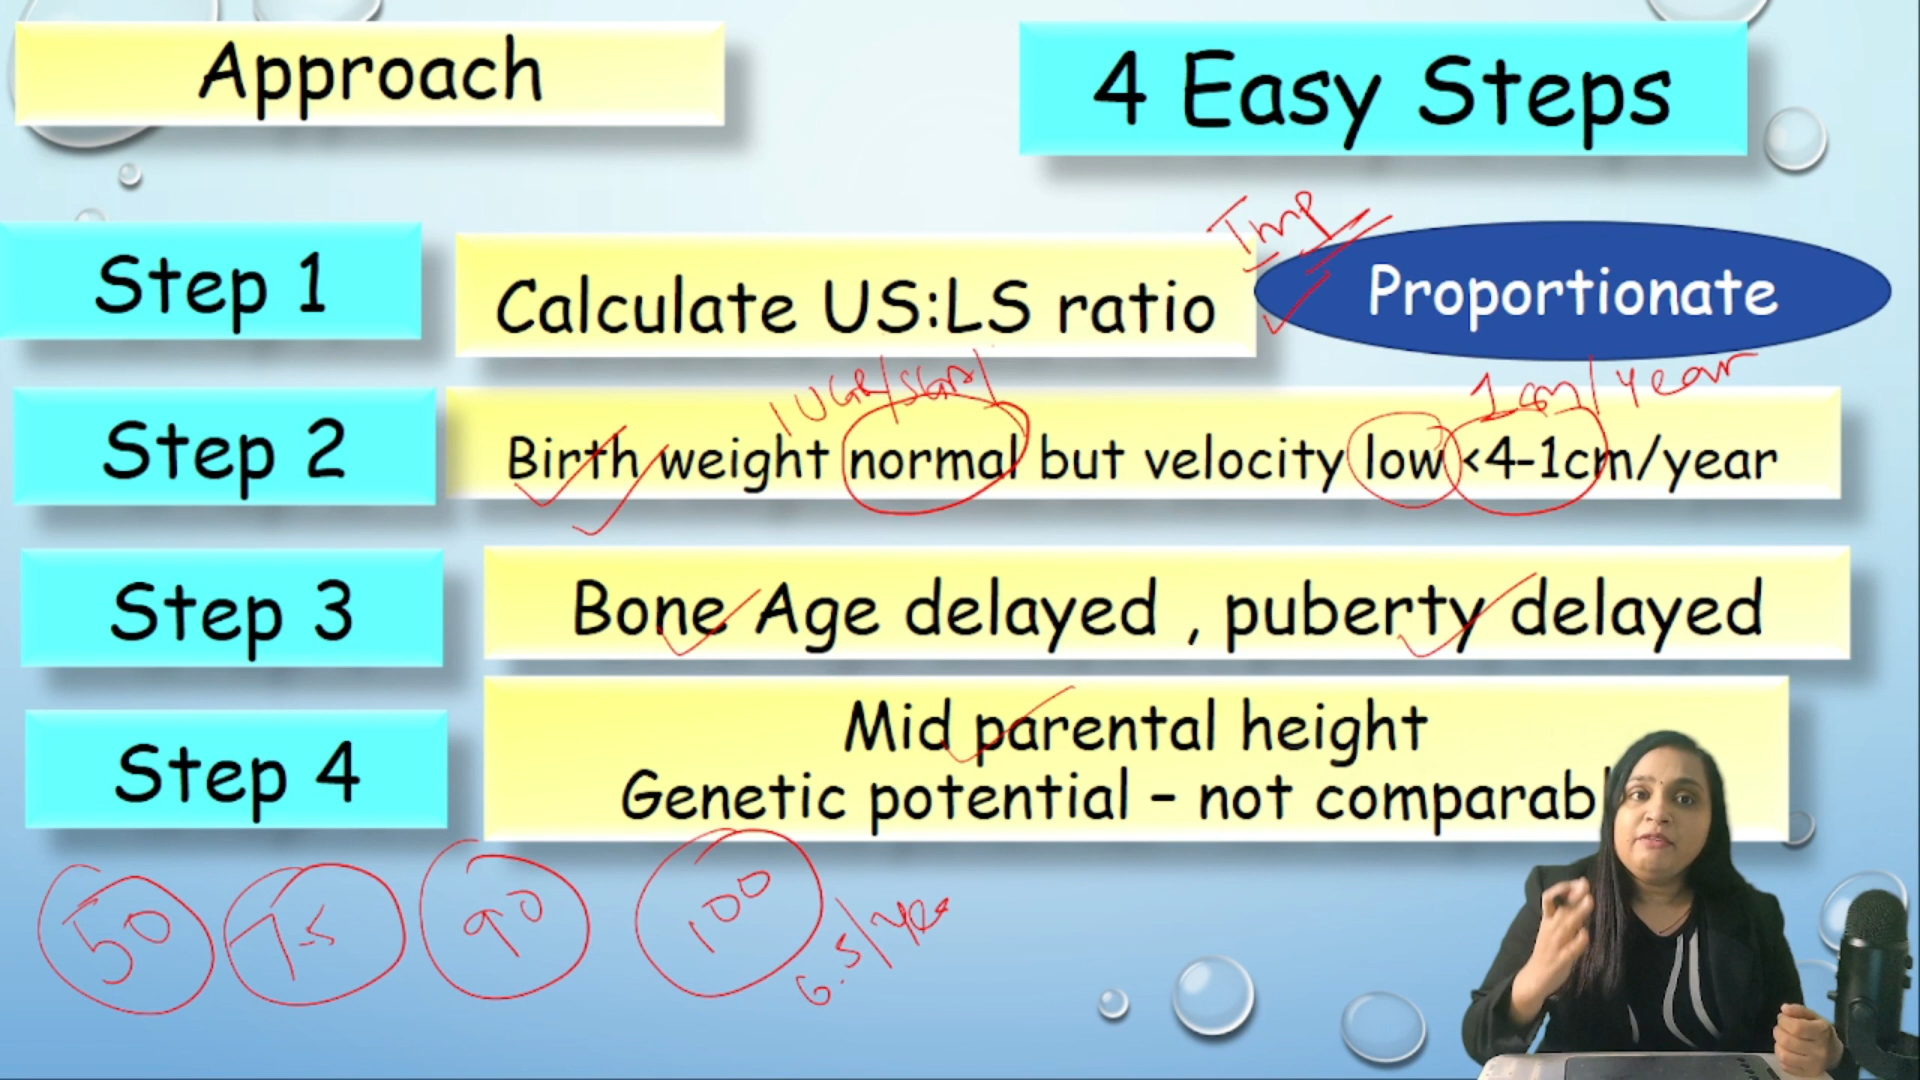 Approach
4 Easy Steps
Step 1
Calculate US:LS ratio
Imp
Proportionate
IUGR/SGA/
1cm/year
Step 2
Birth weight normal but velocity low <4-1cm/year
Step 3
Bone Age delayed , puberty delayed
Step 4
Mid parental height
Genetic potential – not comparab
50 75 90 100
6.5/year